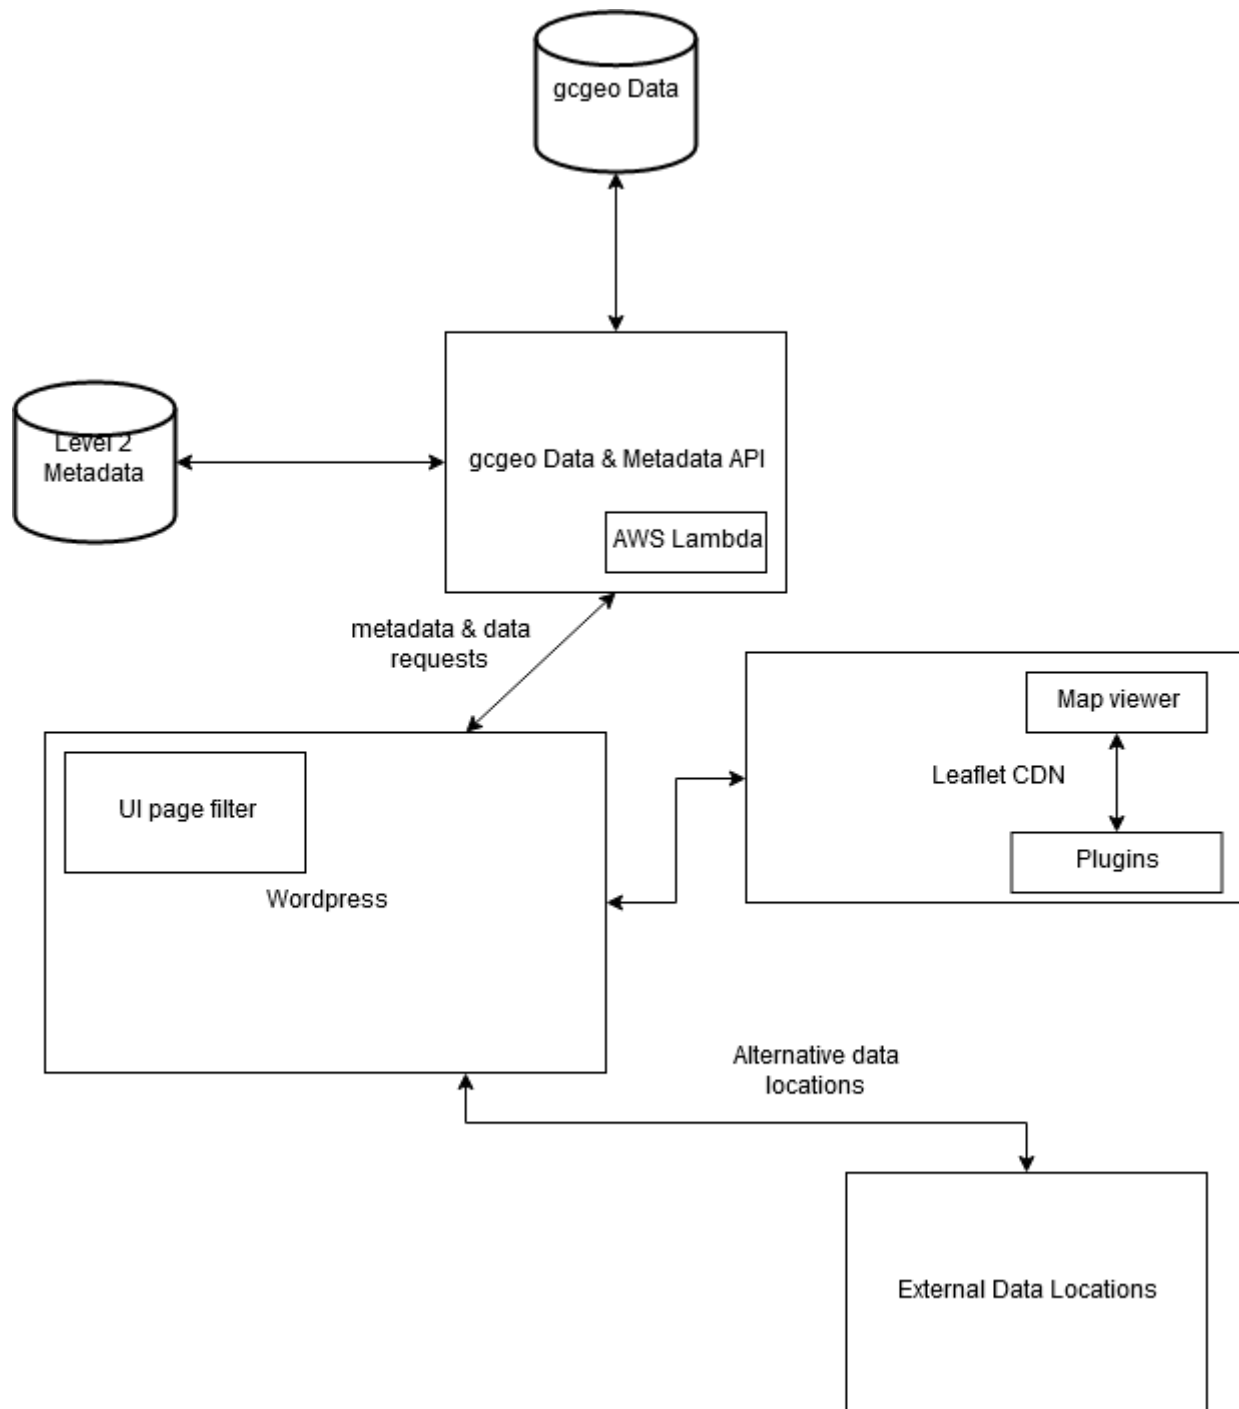 gcgeo Data
Level 2
Metadata
gcgeo Data & Metadata API
AWS Lambda
metadata & data
requests
Map viewer
Leaflet CDN
Plugins
UI page filter
Wordpress
Alternative data
locations
External Data Locations